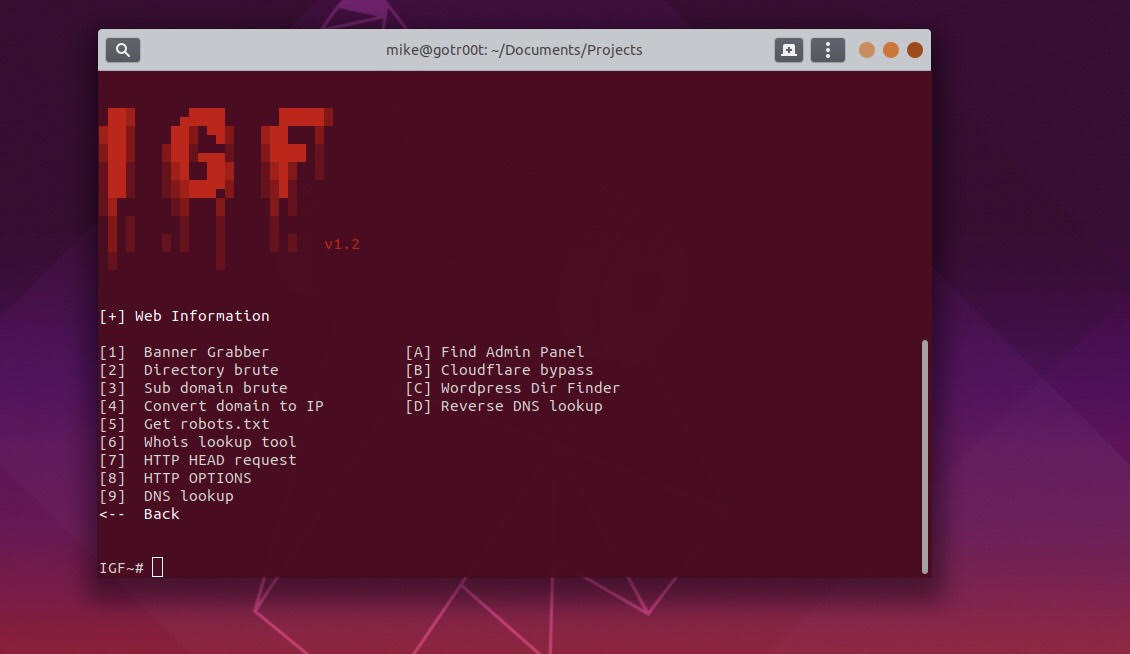 mike@gotr00t: ~/Documents/Projects
IGF
v1.2
[+] Web Information
[1] Banner Grabber [A] Find Admin Panel
[2] Directory brute [B] Cloudflare bypass
[3] Sub domain brute [C] Wordpress Dir Finder
[4] Convert domain to IP [D] Reverse DNS lookup
[5] Get robots.txt
[6] Whois lookup tool
[7] HTTP HEAD request
[8] HTTP OPTIONS
[9] DNS lookup
<-- Back
IGF~#